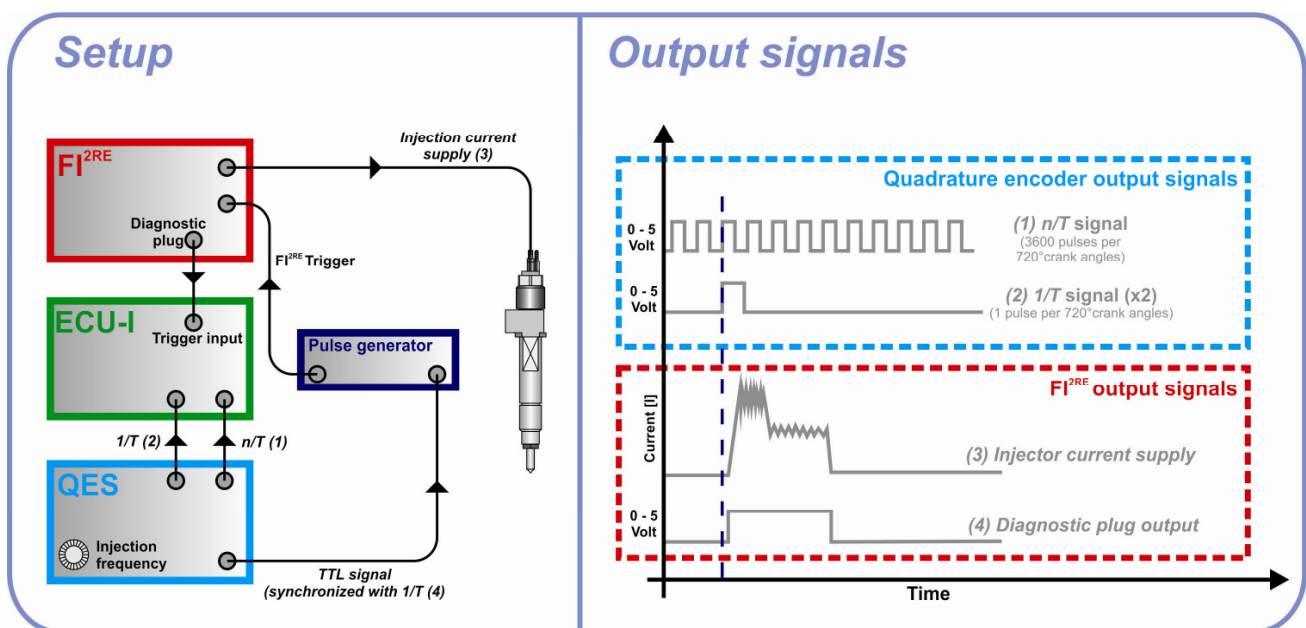 Setup
Injection current
supply (3)
FI2RE
Diagnostic
plug
FI2RE Trigger
ECU-I
Trigger input
Pulse generator
1/T (2)
n/T (1)
QES
Injection
frequency
TTL signal
(synchronized with 1/T (4)
Output signals
Quadrature encoder output signals
0 - 5
Volt
(1) n/T signal
(3600 pulses per
720°crank angles)
0 - 5
Volt
(2) 1/T signal (x2)
(1 pulse per 720°crank angles)
FI2RE output signals
Current [I]
(3) Injector current supply
0 - 5
Volt
(4) Diagnostic plug output
Time